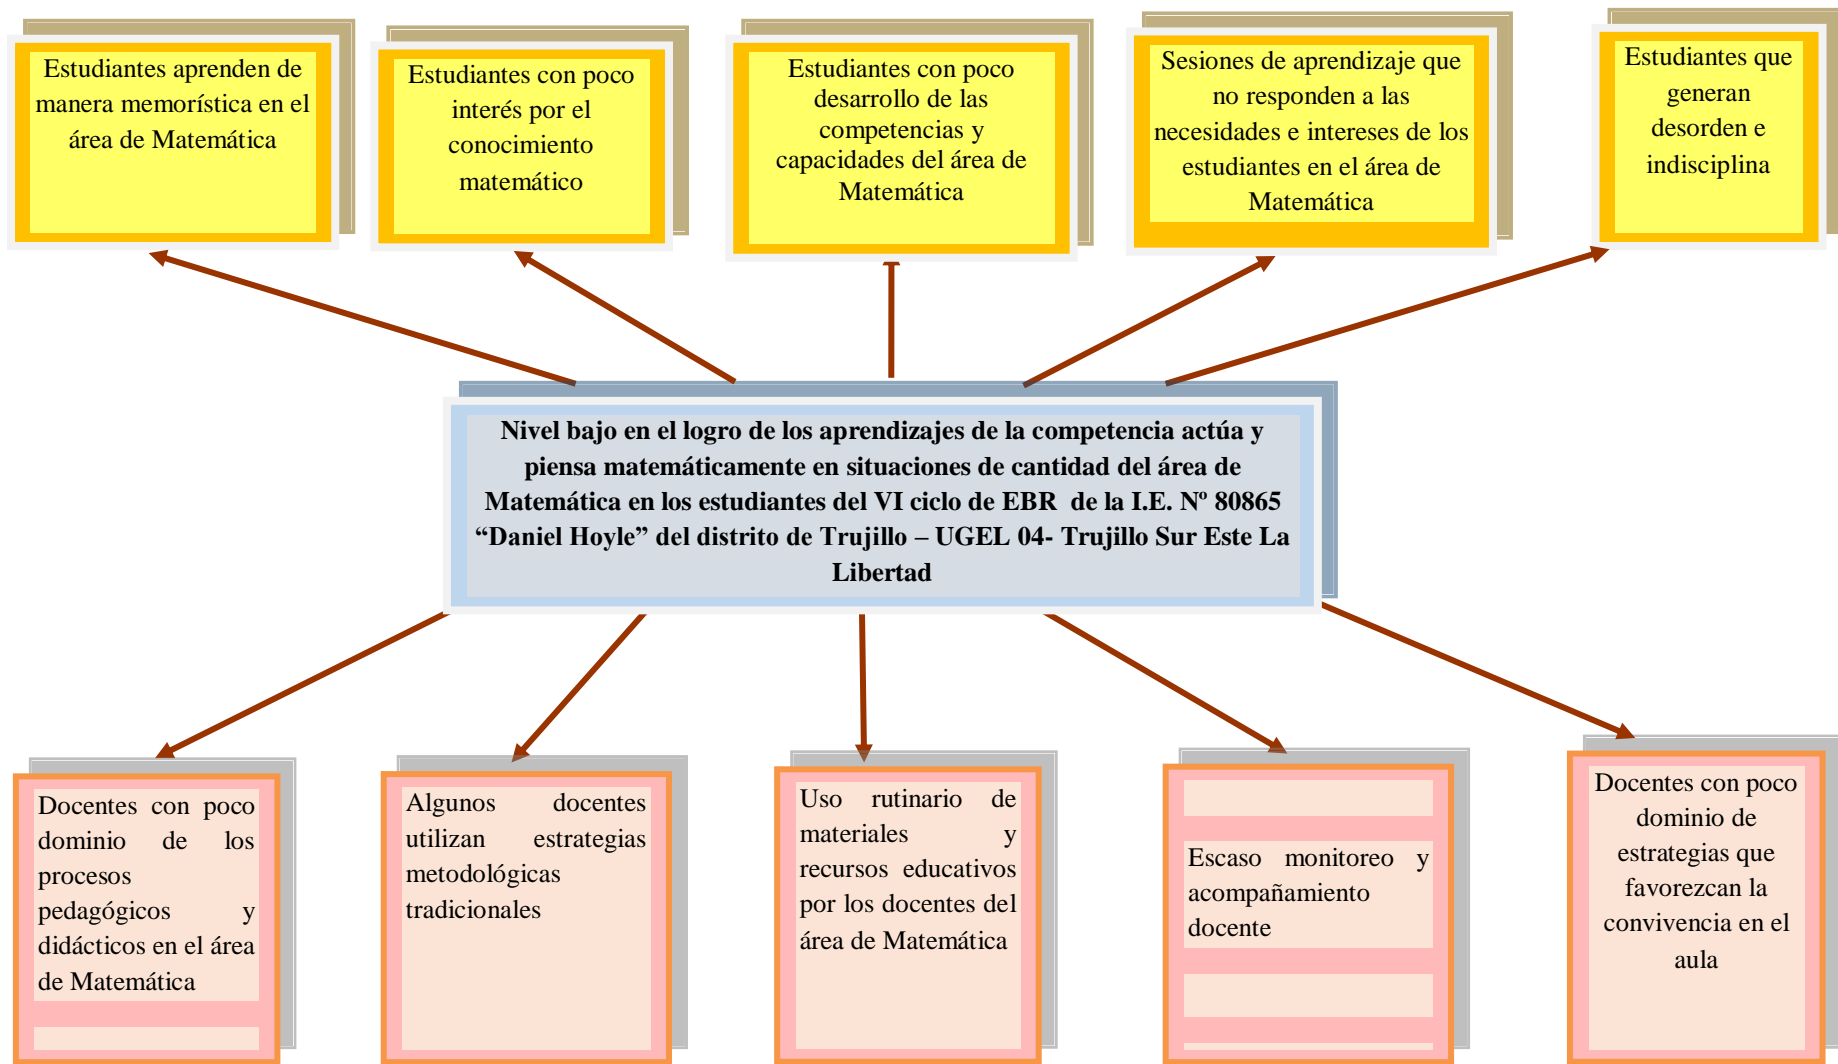 Estudiantes aprenden de
manera memorística en el
área de Matemática
Estudiantes con poco
interés por el
conocimiento
matemático
Estudiantes con poco
desarrollo de las
competencias y
capacidades del área de
Matemática
Sesiones de aprendizaje que
no responden a las
necesidades e intereses de los
estudiantes en el área de
Matemática
Estudiantes que
generan
desorden e
indisciplina
Nivel bajo en el logro de los aprendizajes de la competencia actúa y
piensa matemáticamente en situaciones de cantidad del área de
Matemática en los estudiantes del VI ciclo de EBR de la I.E. Nº 80865
“Daniel Hoyle” del distrito de Trujillo – UGEL 04- Trujillo Sur Este La
Libertad
Docentes con poco
dominio de los
procesos
pedagógicos y
didácticos en el área
de Matemática
Algunos docentes
utilizan estrategias
metodológicas
tradicionales
Uso rutinario de
materiales y
recursos educativos
por los docentes del
área de Matemática
Escaso monitoreo y
acompañamiento
docente
Docentes con poco
dominio de
estrategias que
favorezcan la
convivencia en el
aula